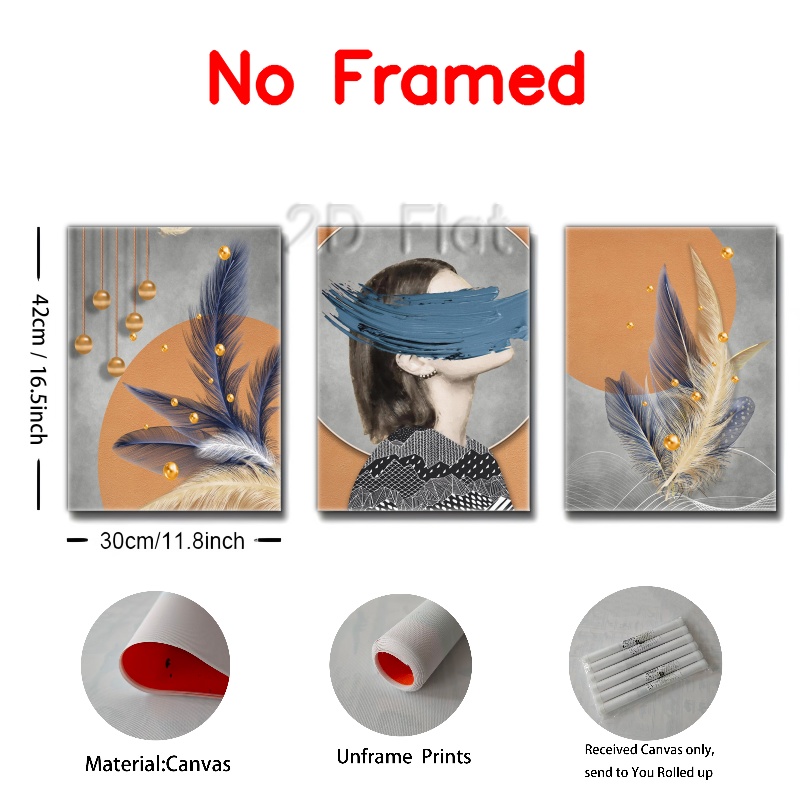 No Framed
2D Flat
42cm / 16.5inch
30cm/11.8inch
Material:Canvas
Unframe Prints
Received Canvas only,
send to You Rolled up